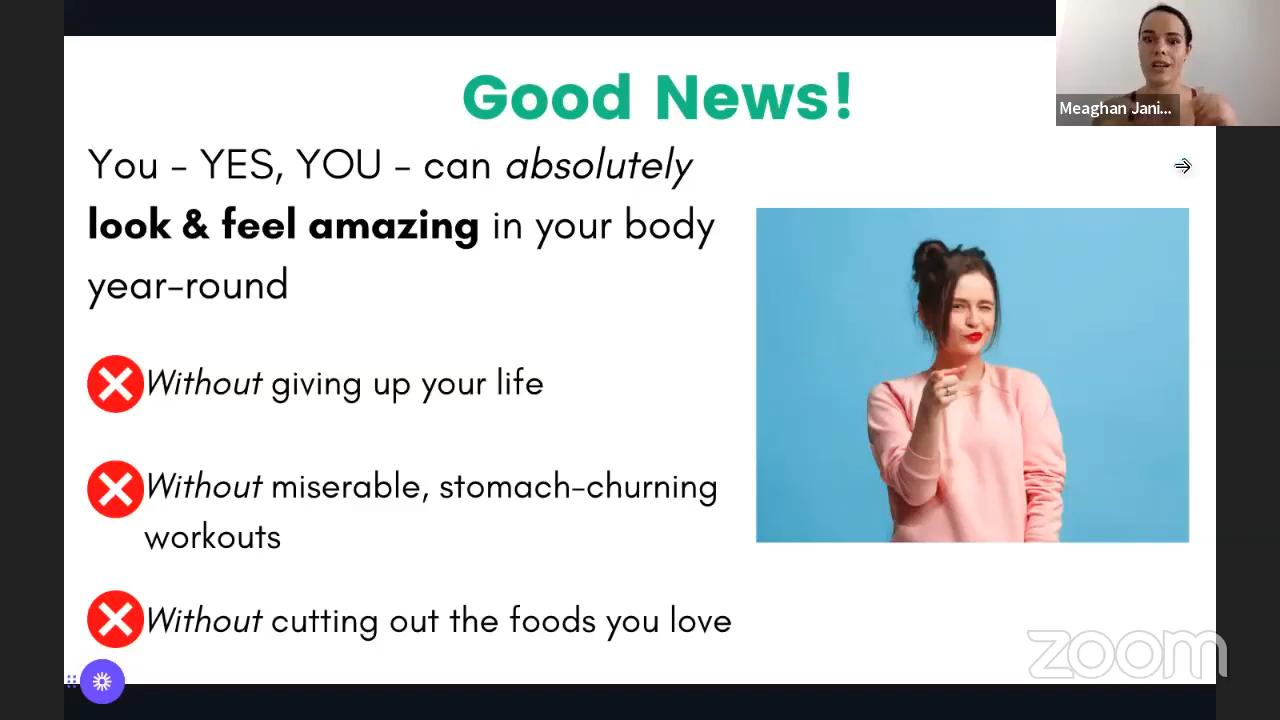 Good News!
Meaghan Jani...
You - YES, YOU - can absolutely
look & feel amazing in your body
year-round
Without giving up your life
Without miserable, stomach-churning
workouts
Without cutting out the foods you love
zoom